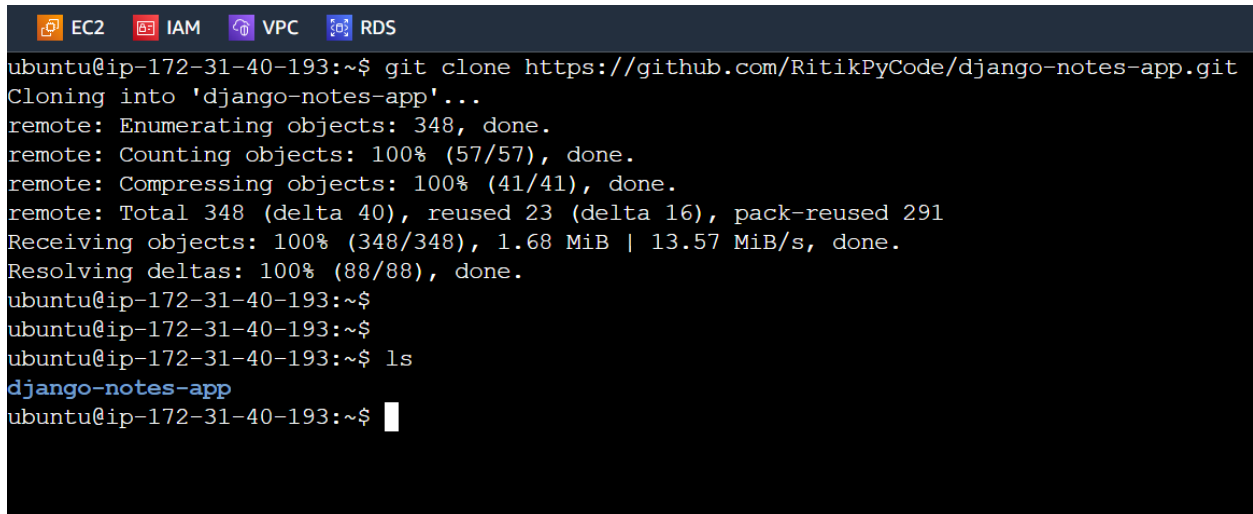 EC2 IAM VPC RDS
ubuntu@ip-172-31-40-193:~$ git clone https://github.com/RitikPyCode/django-notes-app.git
Cloning into 'django-notes-app'...
remote: Enumerating objects: 348, done.
remote: Counting objects: 100% (57/57), done.
remote: Compressing objects: 100% (41/41), done.
remote: Total 348 (delta 40), reused 23 (delta 16), pack-reused 291
Receiving objects: 100% (348/348), 1.68 MiB | 13.57 MiB/s, done.
Resolving deltas: 100% (88/88), done.
ubuntu@ip-172-31-40-193:~$
ubuntu@ip-172-31-40-193:~$
ubuntu@ip-172-31-40-193:~$ ls
django-notes-app
ubuntu@ip-172-31-40-193:~$